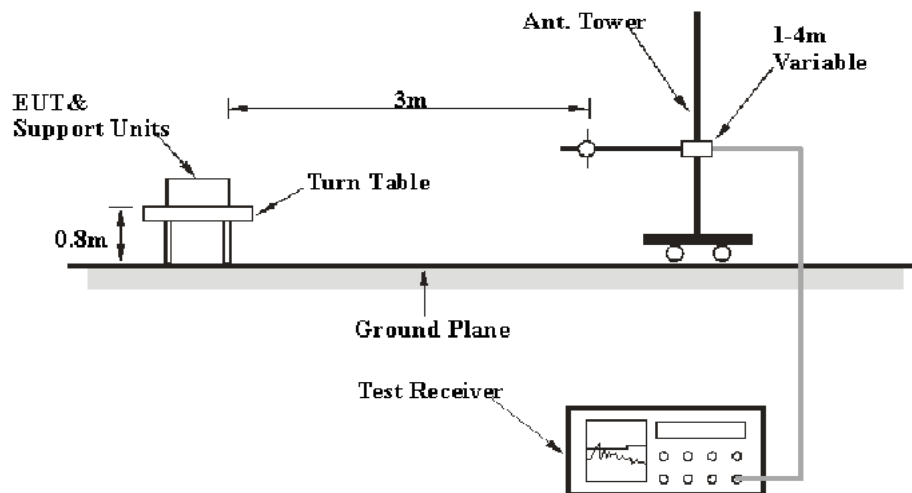 Ant. Tower
1-4m
Variable
3m
EUT&
Support Units
Turn Table
0.8m
Ground Plane
Test Receiver